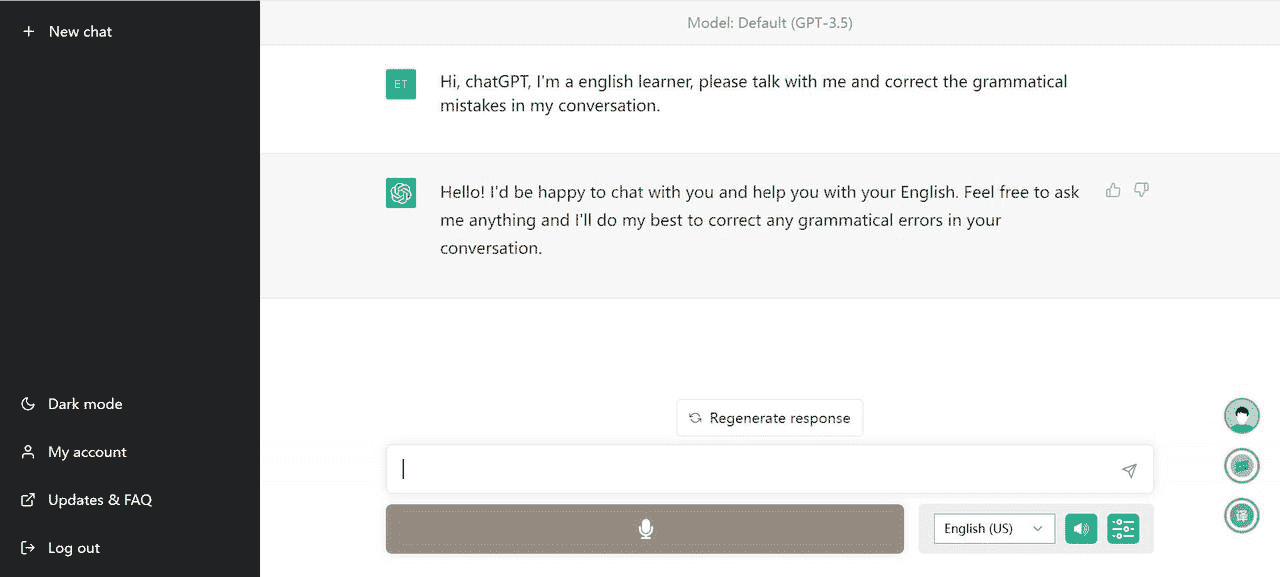 New chat
Model: Default (GPT-3.5)
ET
Hi, chatGPT, I'm a english learner, please talk with me and correct the grammatical
mistakes in my conversation.
Hello! I'd be happy to chat with you and help you with your English. Feel free to ask
me anything and I'll do my best to correct any grammatical errors in your
conversation.
Dark mode
My account
Updates & FAQ
Log out
Regenerate response
English (US)
译